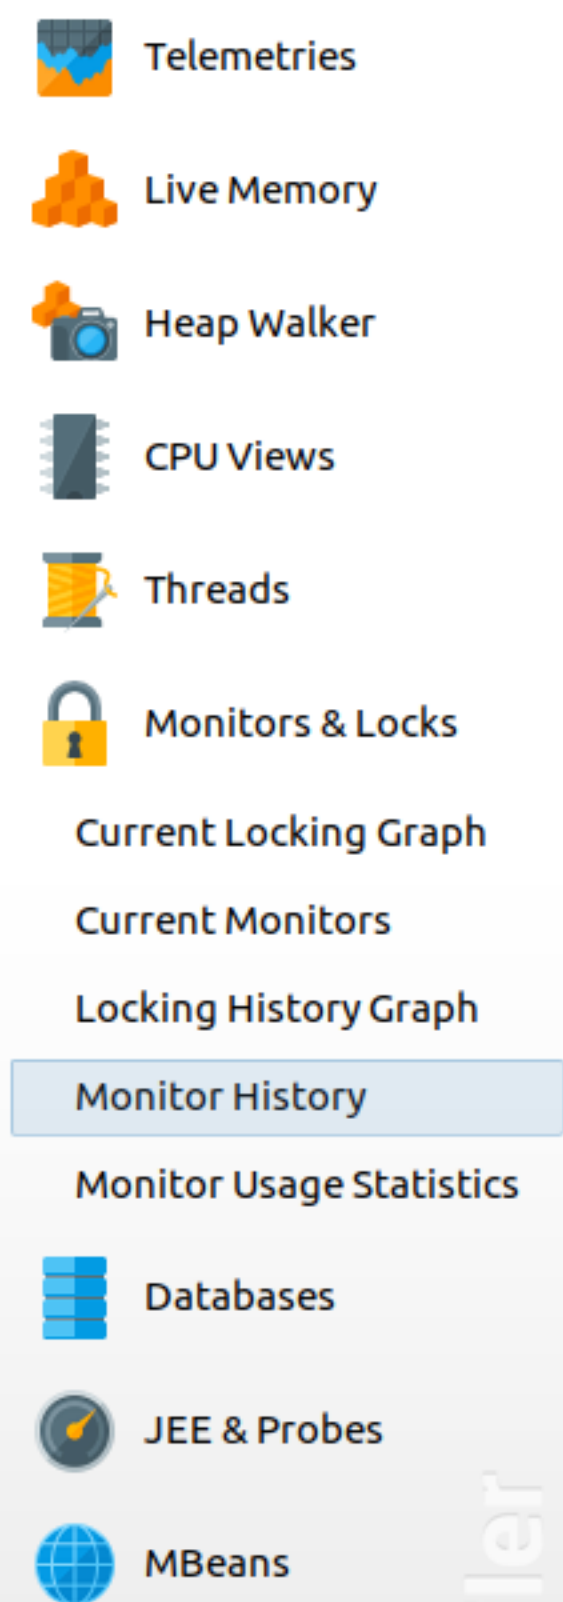 Telemetries
Live Memory
Heap Walker
CPU Views
Threads
Monitors & Locks
Current Locking Graph
Current Monitors
Locking History Graph
Monitor History
Monitor Usage Statistics
Databases
JEE & Probes
MBeans
ler